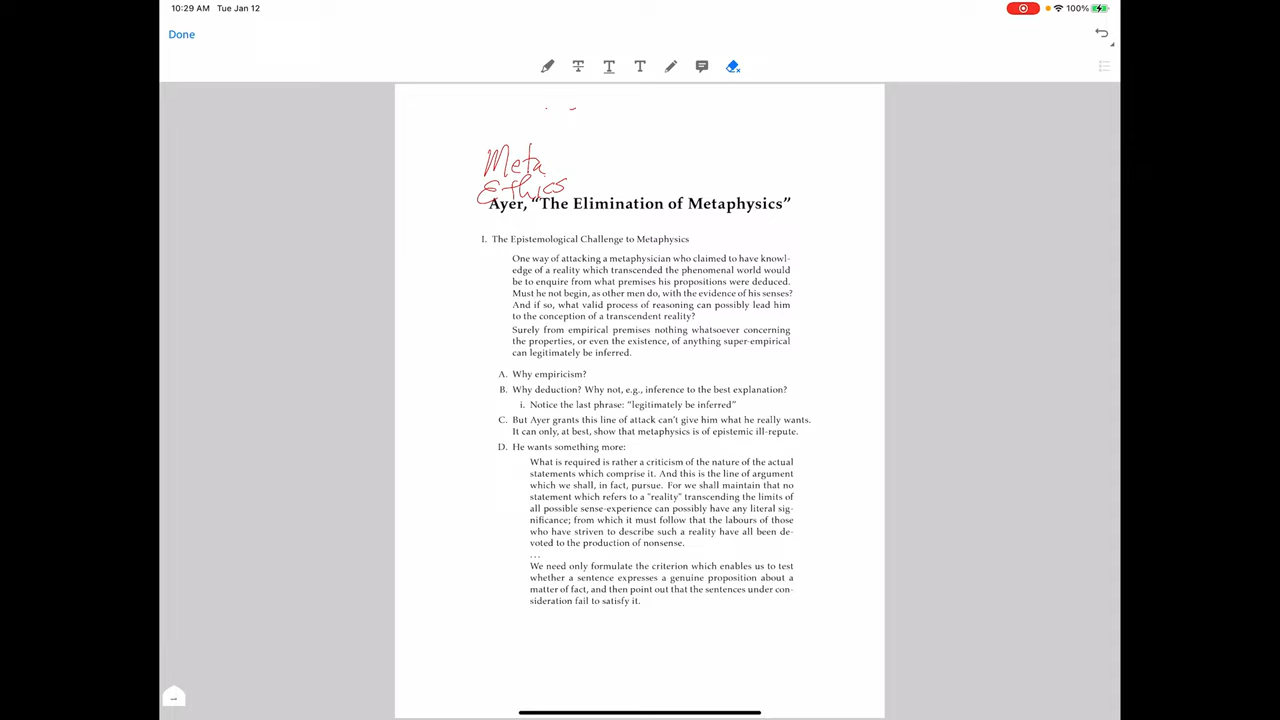 10:29 AM Tue Jan 12
100%
Done
Meta
Ethics
Ayer, “The Elimination of Metaphysics”
I. The Epistemological Challenge to Metaphysics
One way of attacking a metaphysician who claimed to have knowl-
edge of a reality which transcended the phenomenal world would
be to enquire from what premises his propositions were deduced.
Must he not begin, as other men do, with the evidence of his senses?
And if so, what valid process of reasoning can possibly lead him
to the conception of a transcendent reality?
Surely from empirical premises nothing whatsoever concerning
the properties, or even the existence, of anything super-empirical
can legitimately be inferred.
A. Why empiricism?
B. Why deduction? Why not, e.g., inference to the best explanation?
i. Notice the last phrase: “legitimately be inferred”
C. But Ayer grants this line of attack can’t give him what he really wants.
It can only, at best, show that metaphysics is of epistemic ill-repute.
D. He wants something more:
What is required is rather a criticism of the nature of the actual
statements which comprise it. And this is the line of argument
which we shall, in fact, pursue. For we shall maintain that no
statement which refers to a "reality" transcending the limits of
all possible sense-experience can possibly have any literal sig-
nificance; from which it must follow that the labours of those
who have striven to describe such a reality have all been de-
voted to the production of nonsense.
...
We need only formulate the criterion which enables us to test
whether a sentence expresses a genuine proposition about a
matter of fact, and then point out that the sentences under con-
sideration fail to satisfy it.